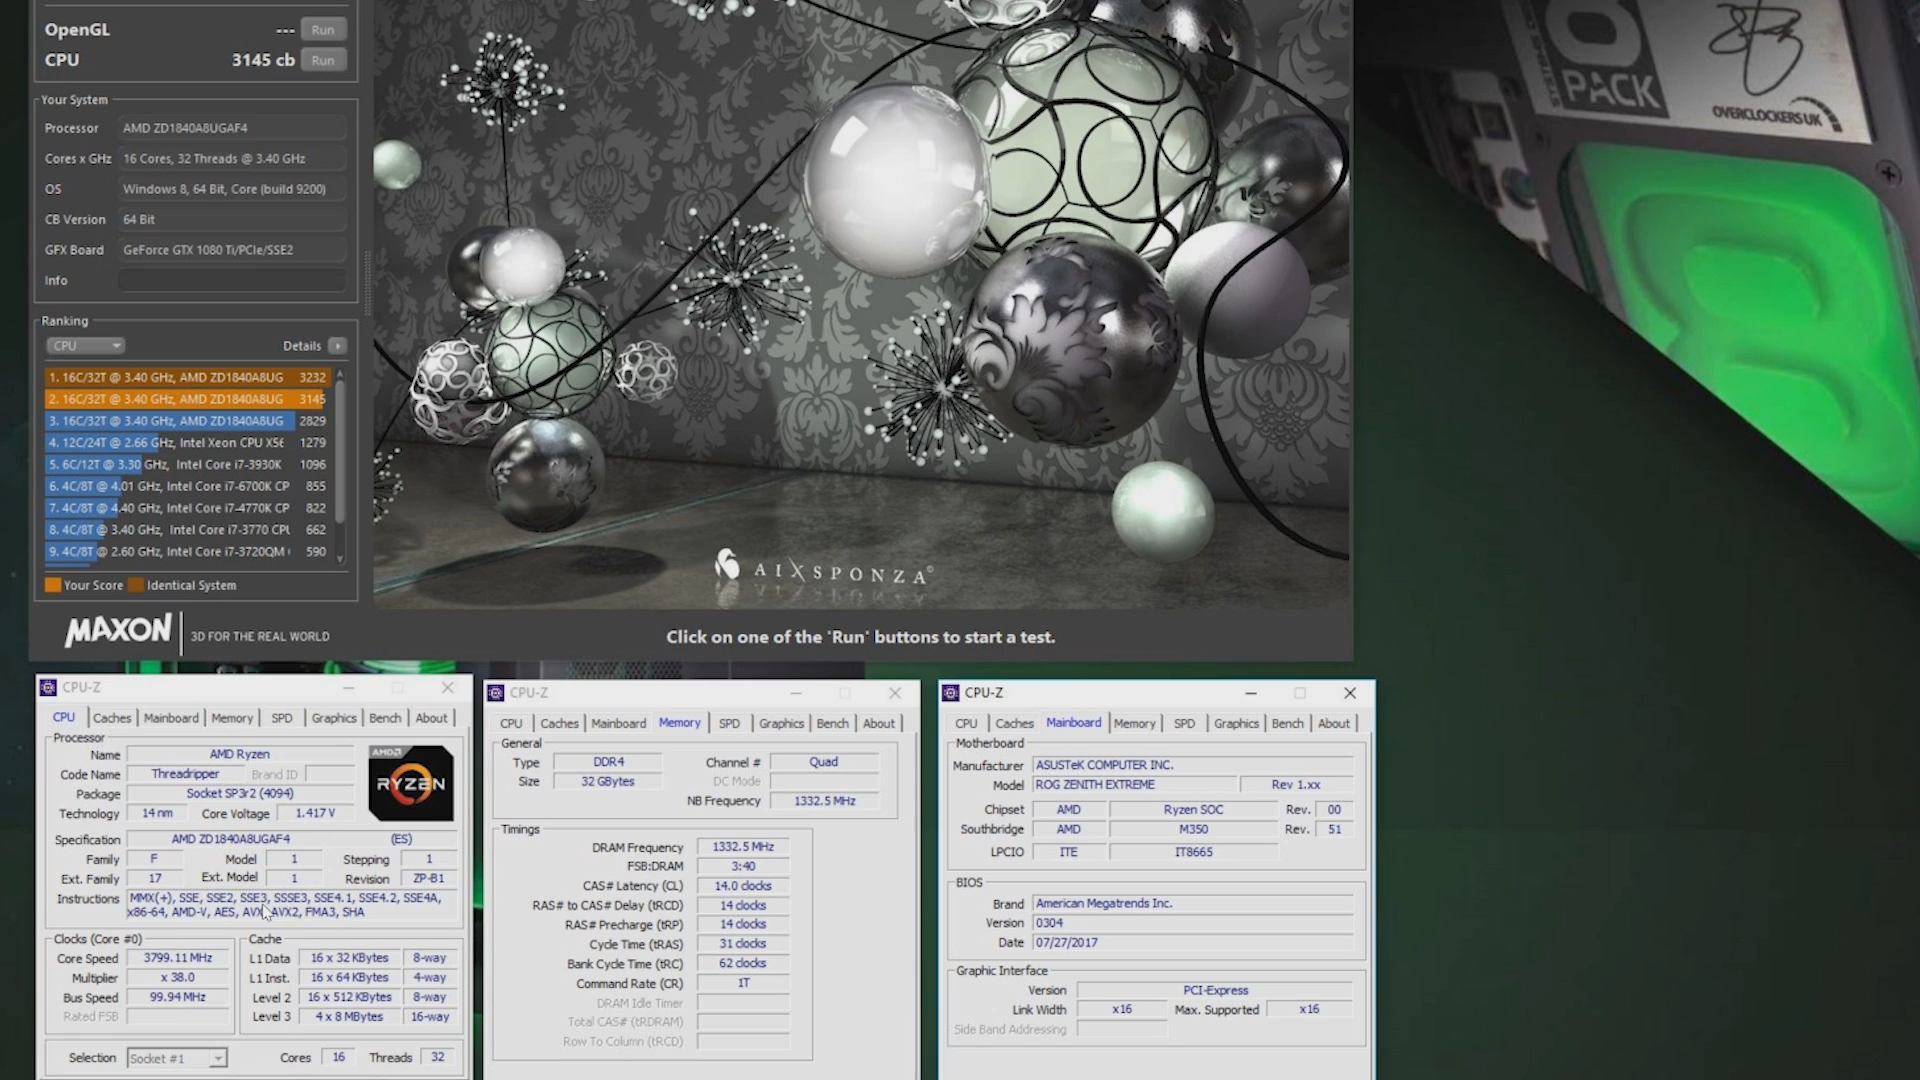 OpenGL --- Run
CPU 3145 cb Run
Your System
Processor AMD ZD1840A8UGAF4
Cores x GHz 16 Cores, 32 Threads @ 3.40 GHz
OS Windows 8, 64 Bit, Core (build 9200)
CB Version 64 Bit
GFX Board GeForce GTX 1080 Ti/PCIe/SSE2
Info
Ranking
CPU Details
1. 16C/32T @ 3.40 GHz, AMD ZD1840A8UG 3232
2. 16C/32T @ 3.40 GHz, AMD ZD1840A8UG 3145
3. 16C/32T @ 3.40 GHz, AMD ZD1840A8UG 2829
4. 12C/24T @ 2.66 GHz, Intel Xeon CPU X56 1279
5. 6C/12T @ 3.30 GHz, Intel Core i7-3930K 1096
6. 4C/8T @ 4.01 GHz, Intel Core i7-6700K CP 855
7. 4C/8T @ 4.40 GHz, Intel Core i7-4770K CP 822
8. 4C/8T @ 3.40 GHz, Intel Core i7-3770 CPU 662
9. 4C/8T @ 2.60 GHz, Intel Core i7-3720QM 590
Your Score Identical System
MAXON 3D FOR THE REAL WORLD
AIXSPONZA©
Click on one of the 'Run' buttons to start a test.
8 PACK
OVERCLOCKERS UK
CPU-Z
CPU Caches Mainboard Memory SPD Graphics Bench About
Processor
Name AMD Ryzen
Code Name Threadripper Brand ID
Package Socket SP3r2 (4094)
Technology 14 nm Core Voltage 1.417 V
AMD RYZEN
Specification AMD ZD1840A8UGAF4 (ES)
Family F Model 1 Stepping 1
Ext. Family 17 Ext. Model 1 Revision ZP-B1
Instructions MMX(+), SSE, SSE2, SSE3, SSSE3, SSE4.1, SSE4.2, SSE4A,
x86-64, AMD-V, AES, AVX, AVX2, FMA3, SHA
Clocks (Core #0)
Core Speed 3799.11 MHz
Multiplier x 38.0
Bus Speed 99.94 MHz
Rated FSB
Cache
L1 Data 16 x 32 KBytes 8-way
L1 Inst. 16 x 64 KBytes 4-way
Level 2 16 x 512 KBytes 8-way
Level 3 4 x 8 MBytes 16-way
Selection Socket #1 Cores 16 Threads 32
CPU-Z
CPU Caches Mainboard Memory SPD Graphics Bench About
General
Type DDR4 Channel # Quad
Size 32 GBytes DC Mode
NB Frequency 1332.5 MHz
Timings
DRAM Frequency 1332.5 MHz
FSB:DRAM 3:40
CAS# Latency (CL) 14.0 clocks
RAS# to CAS# Delay (tRCD) 14 clocks
RAS# Precharge (tRP) 14 clocks
Cycle Time (tRAS) 31 clocks
Bank Cycle Time (tRC) 62 clocks
Command Rate (CR) 1T
DRAM Idle Timer
Total CAS# (tRDRAM)
Row To Column (tRCD)
CPU-Z
CPU Caches Mainboard Memory SPD Graphics Bench About
Motherboard
Manufacturer ASUSTeK COMPUTER INC.
Model ROG ZENITH EXTREME Rev 1.xx
Chipset AMD Ryzen SOC Rev. 00
Southbridge AMD M350 Rev. 51
LPCIO ITE IT8665
BIOS
Brand American Megatrends Inc.
Version 0304
Date 07/27/2017
Graphic Interface
Version PCI-Express
Link Width x16 Max. Supported x16
Side Band Addressing